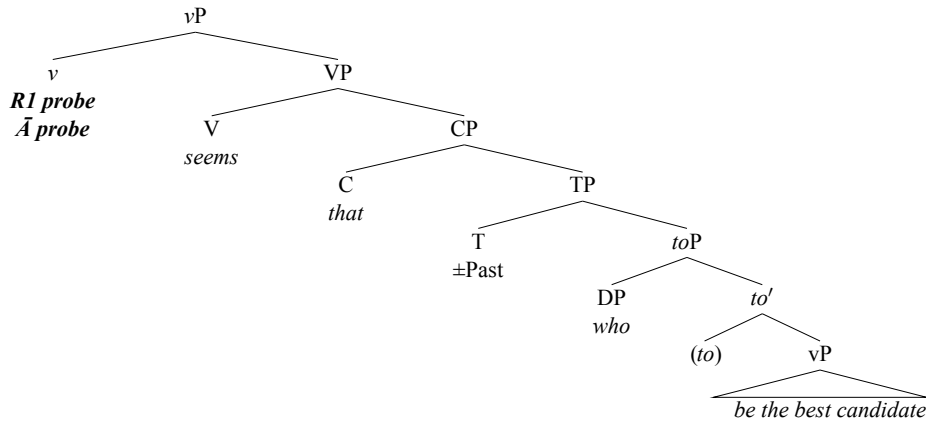 vP
v VP
R1 probe
Ā probe V CP
seems C TP
that T toP
±Past DP to′
who (to) vP
be the best candidate